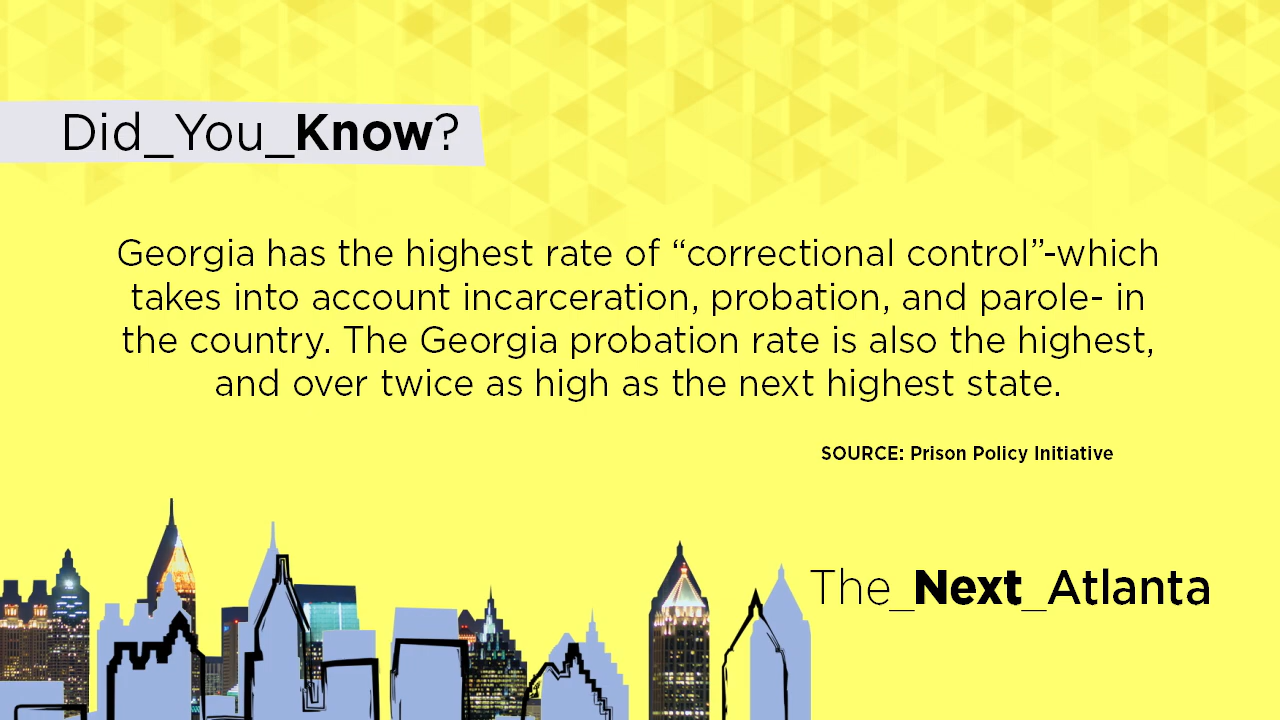 Did_You_Know?
Georgia has the highest rate of “correctional control”-which
takes into account incarceration, probation, and parole- in
the country. The Georgia probation rate is also the highest,
and over twice as high as the next highest state.
SOURCE: Prison Policy Initiative
The_Next_Atlanta